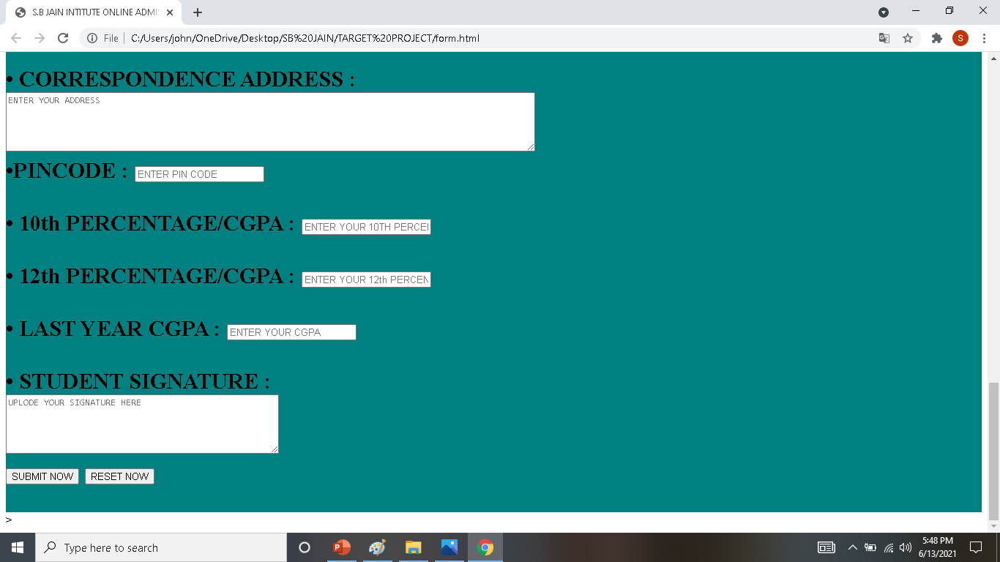 S.B JAIN INTITUTE ONLINE ADMIS
File
C:/Users/john/OneDrive/Desktop/SB%20JAIN/TARGET%20PROJECT/form.html
S
• CORRESPONDENCE ADDRESS :
ENTER YOUR ADDRESS
•PINCODE :
ENTER PIN CODE
• 10th PERCENTAGE/CGPA :
ENTER YOUR 10TH PERCE
• 12th PERCENTAGE/CGPA :
ENTER YOUR 12th PERCEN
• LAST YEAR CGPA :
ENTER YOUR CGPA
• STUDENT SIGNATURE :
UPLODE YOUR SIGNATURE HERE
SUBMIT NOW
RESET NOW
>
Type here to search
5:48 PM
6/13/2021